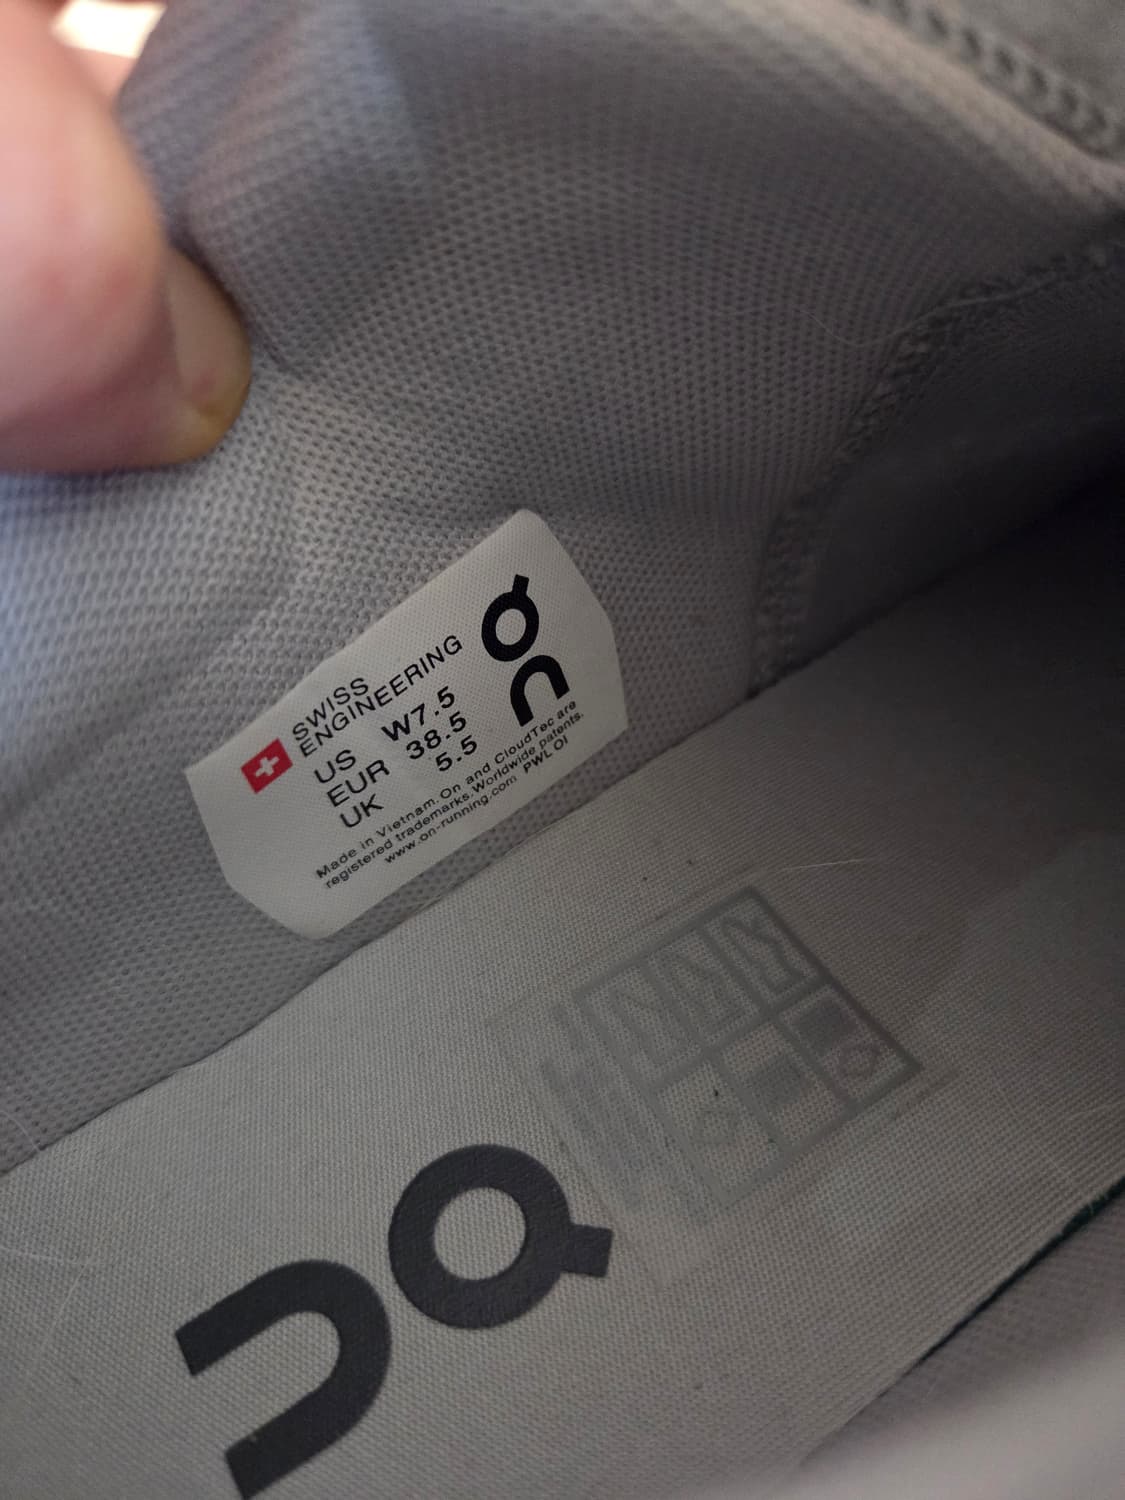 SWISS
ENGINEERING
US W7.5
EUR 38.5
UK 5.5
On
Made in Vietnam. On and CloudTec are
registered trademarks. Worldwide patents.
www.on-running.com PWL 01
On